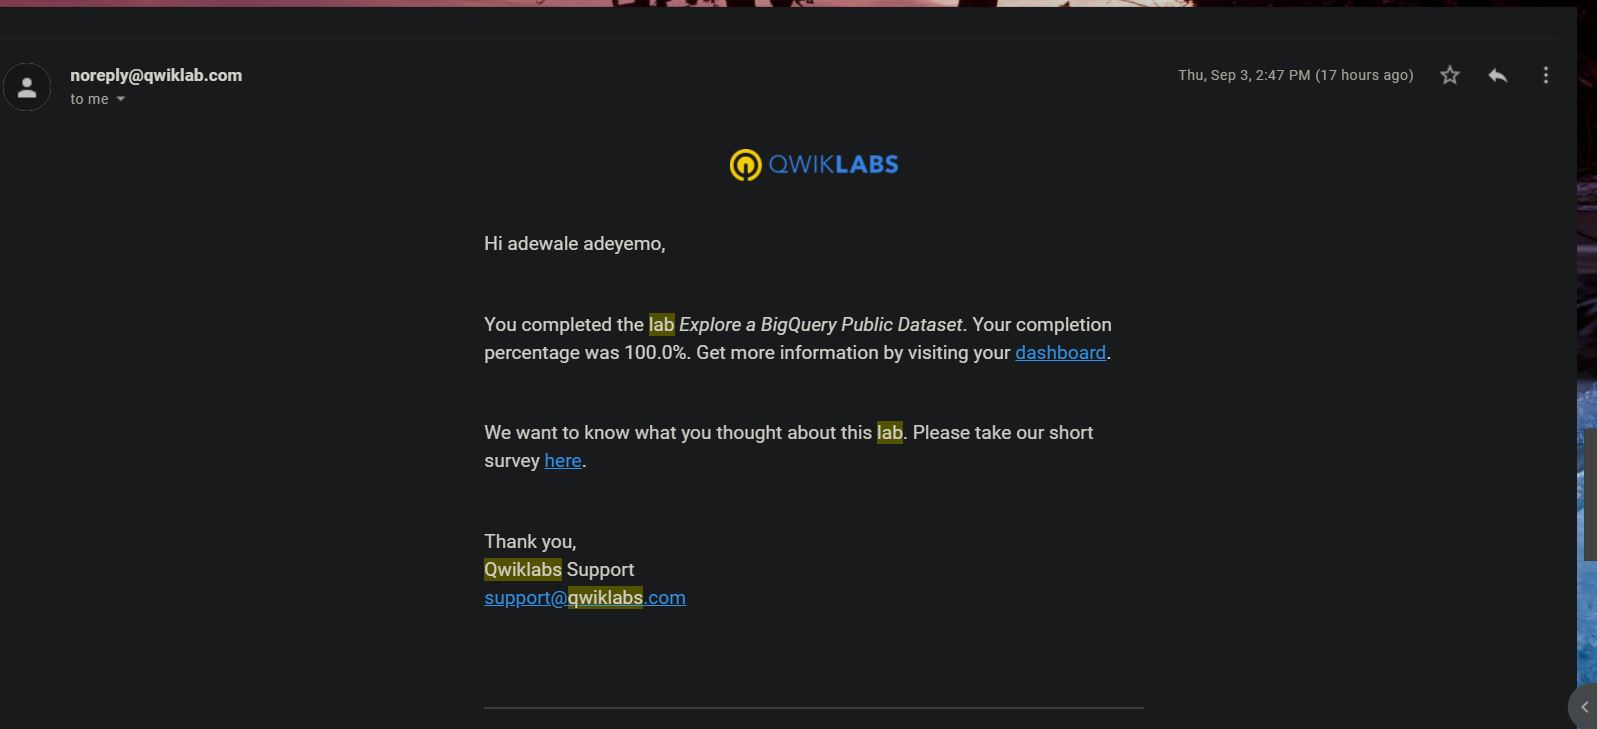 noreply@qwiklab.com
Thu, Sep 3, 2:47 PM (17 hours ago)
to me
QWIKLABS
Hi adewale adeyemo,
You completed the lab Explore a BigQuery Public Dataset. Your completion
percentage was 100.0%. Get more information by visiting your dashboard.
We want to know what you thought about this lab. Please take our short
survey here.
Thank you,
Qwiklabs Support
support@qwiklabs.com